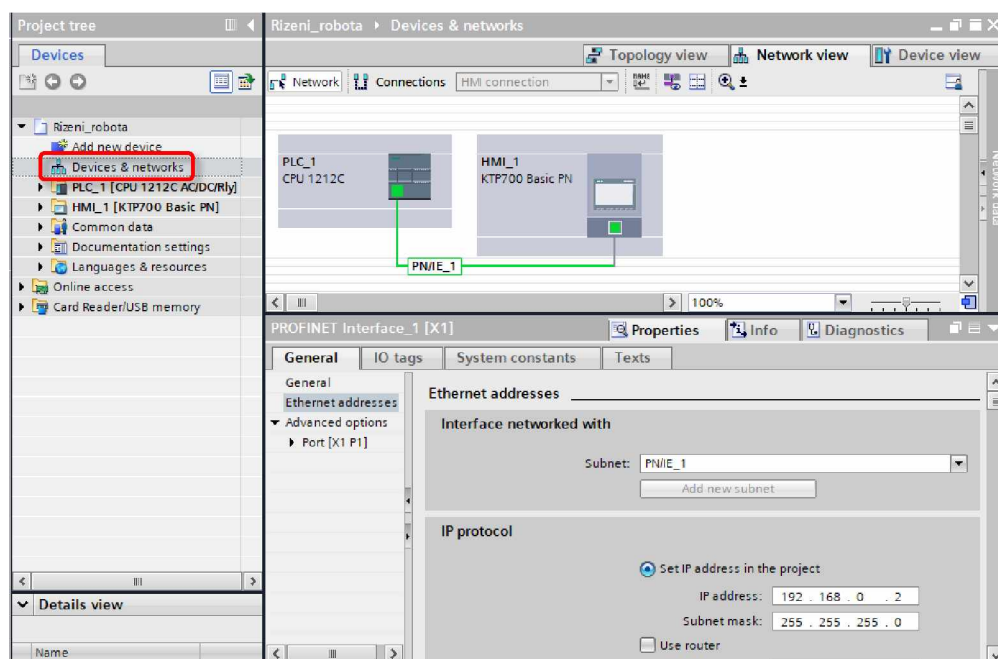 Project tree
Rizeni_robota ▸ Devices & networks
Devices
Topology view
Network view
Device view
Network
Connections
HMI connection
Rizeni_robota
Add new device
Devices & networks
PLC_1 [CPU 1212C AC/DC/Rly]
HMI_1 [KTP700 Basic PN]
Common data
Documentation settings
Languages & resources
Online access
Card Reader/USB memory
PLC_1
CPU 1212C
HMI_1
KTP700 Basic PN
PN/IE_1
100%
PROFINET Interface_1 [X1]
Properties
Info
Diagnostics
General
IO tags
System constants
Texts
General
Ethernet addresses
Advanced options
Port [X1 P1]
Ethernet addresses
Interface networked with
Subnet: PN/IE_1
Add new subnet
IP protocol
Set IP address in the project
IP address: 192 . 168 . 0 . 2
Subnet mask: 255 . 255 . 255 . 0
Use router
Details view
Name